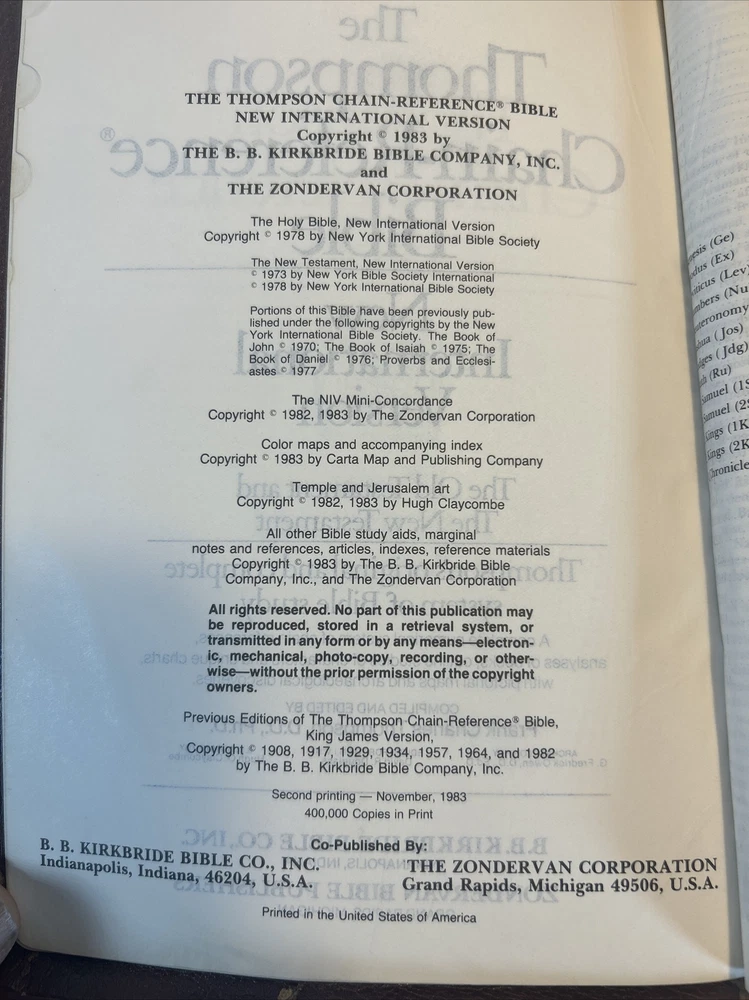 THE THOMPSON CHAIN-REFERENCE® BIBLE
NEW INTERNATIONAL VERSION
Copyright © 1983 by
THE B. B. KIRKBRIDE BIBLE COMPANY, INC.
and
THE ZONDERVAN CORPORATION
The Holy Bible, New International Version
Copyright © 1978 by New York International Bible Society
The New Testament, New International Version
© 1973 by New York Bible Society International
© 1978 by New York International Bible Society
Portions of this Bible have been previously pub-
lished under the following copyrights by the New
York International Bible Society. The Book of
John © 1970; The Book of Isaiah © 1975; The
Book of Daniel © 1976; Proverbs and Ecclesi-
astes © 1977
The NIV Mini-Concordance
Copyright © 1982, 1983 by The Zondervan Corporation
Color maps and accompanying index
Copyright © 1983 by Carta Map and Publishing Company
Temple and Jerusalem art
Copyright © 1982, 1983 by Hugh Claycombe
All other Bible study aids, marginal
notes and references, articles, indexes, reference materials
Copyright © 1983 by The B. B. Kirkbride Bible
Company, Inc., and The Zondervan Corporation
All rights reserved. No part of this publication may
be reproduced, stored in a retrieval system, or
transmitted in any form or by any means—electron-
ic, mechanical, photo-copy, recording, or other-
wise—without the prior permission of the copyright
owners.
Previous Editions of The Thompson Chain-Reference® Bible,
King James Version,
Copyright © 1908, 1917, 1929, 1934, 1957, 1964, and 1982
by The B. B. Kirkbride Bible Company, Inc.
Second printing — November, 1983
400,000 Copies in Print
Co-Published By:
B. B. KIRKBRIDE BIBLE CO., INC.
Indianapolis, Indiana, 46204, U.S.A.
THE ZONDERVAN CORPORATION
Grand Rapids, Michigan 49506, U.S.A.
Printed in the United States of America
(Ge)
(Ex)
(Jos)
(Jdg)
(Ru)